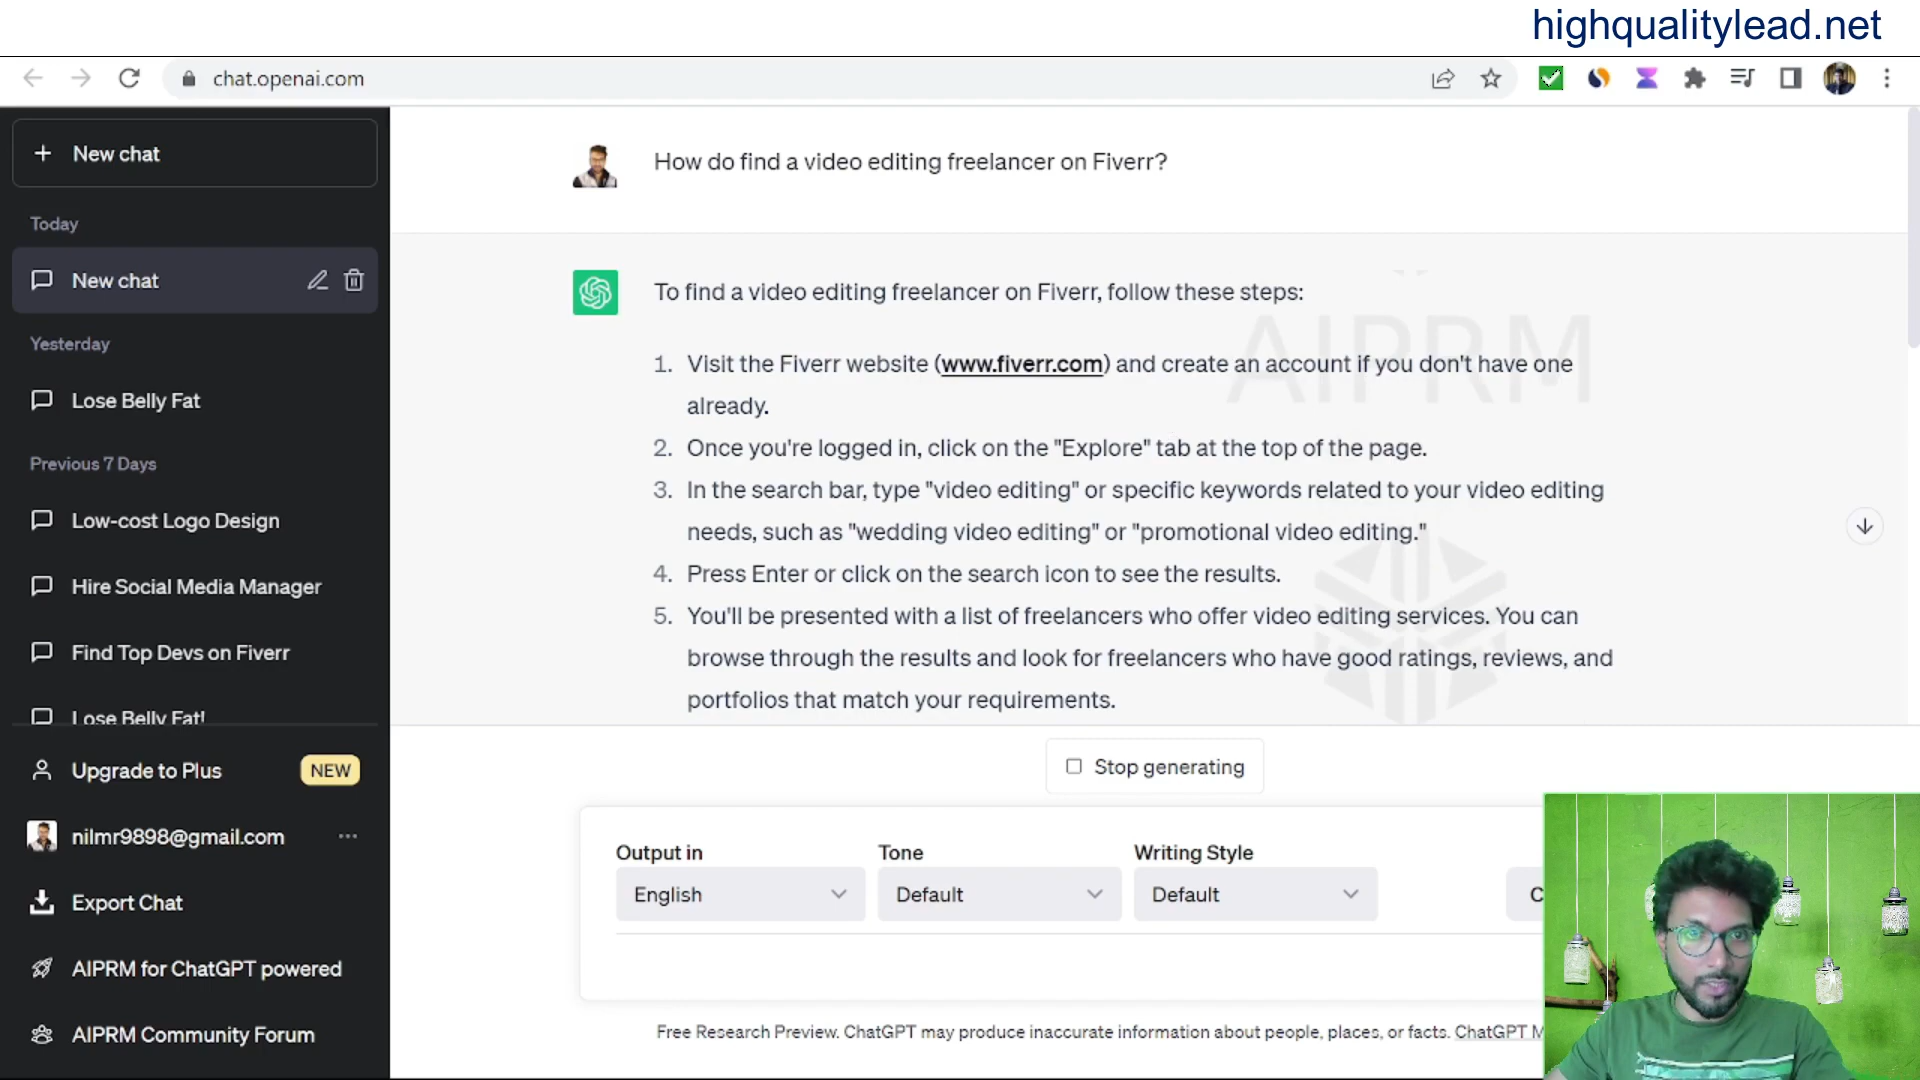 highqualitylead.net
chat.openai.com
New chat
Today
New chat
Yesterday
Lose Belly Fat
Previous 7 Days
Low-cost Logo Design
Hire Social Media Manager
Find Top Devs on Fiverr
Lose Belly Fat!
Upgrade to Plus NEW
nilmr9898@gmail.com
Export Chat
AIPRM for ChatGPT powered
AIPRM Community Forum
How do find a video editing freelancer on Fiverr?
To find a video editing freelancer on Fiverr, follow these steps:
AIPRM
1. Visit the Fiverr website (www.fiverr.com) and create an account if you don't have one
already.
2. Once you're logged in, click on the "Explore" tab at the top of the page.
3. In the search bar, type "video editing" or specific keywords related to your video editing
needs, such as "wedding video editing" or "promotional video editing."
4. Press Enter or click on the search icon to see the results.
5. You'll be presented with a list of freelancers who offer video editing services. You can
browse through the results and look for freelancers who have good ratings, reviews, and
portfolios that match your requirements.
Stop generating
Output in Tone Writing Style
English Default Default C
Free Research Preview. ChatGPT may produce inaccurate information about people, places, or facts. ChatGPT M